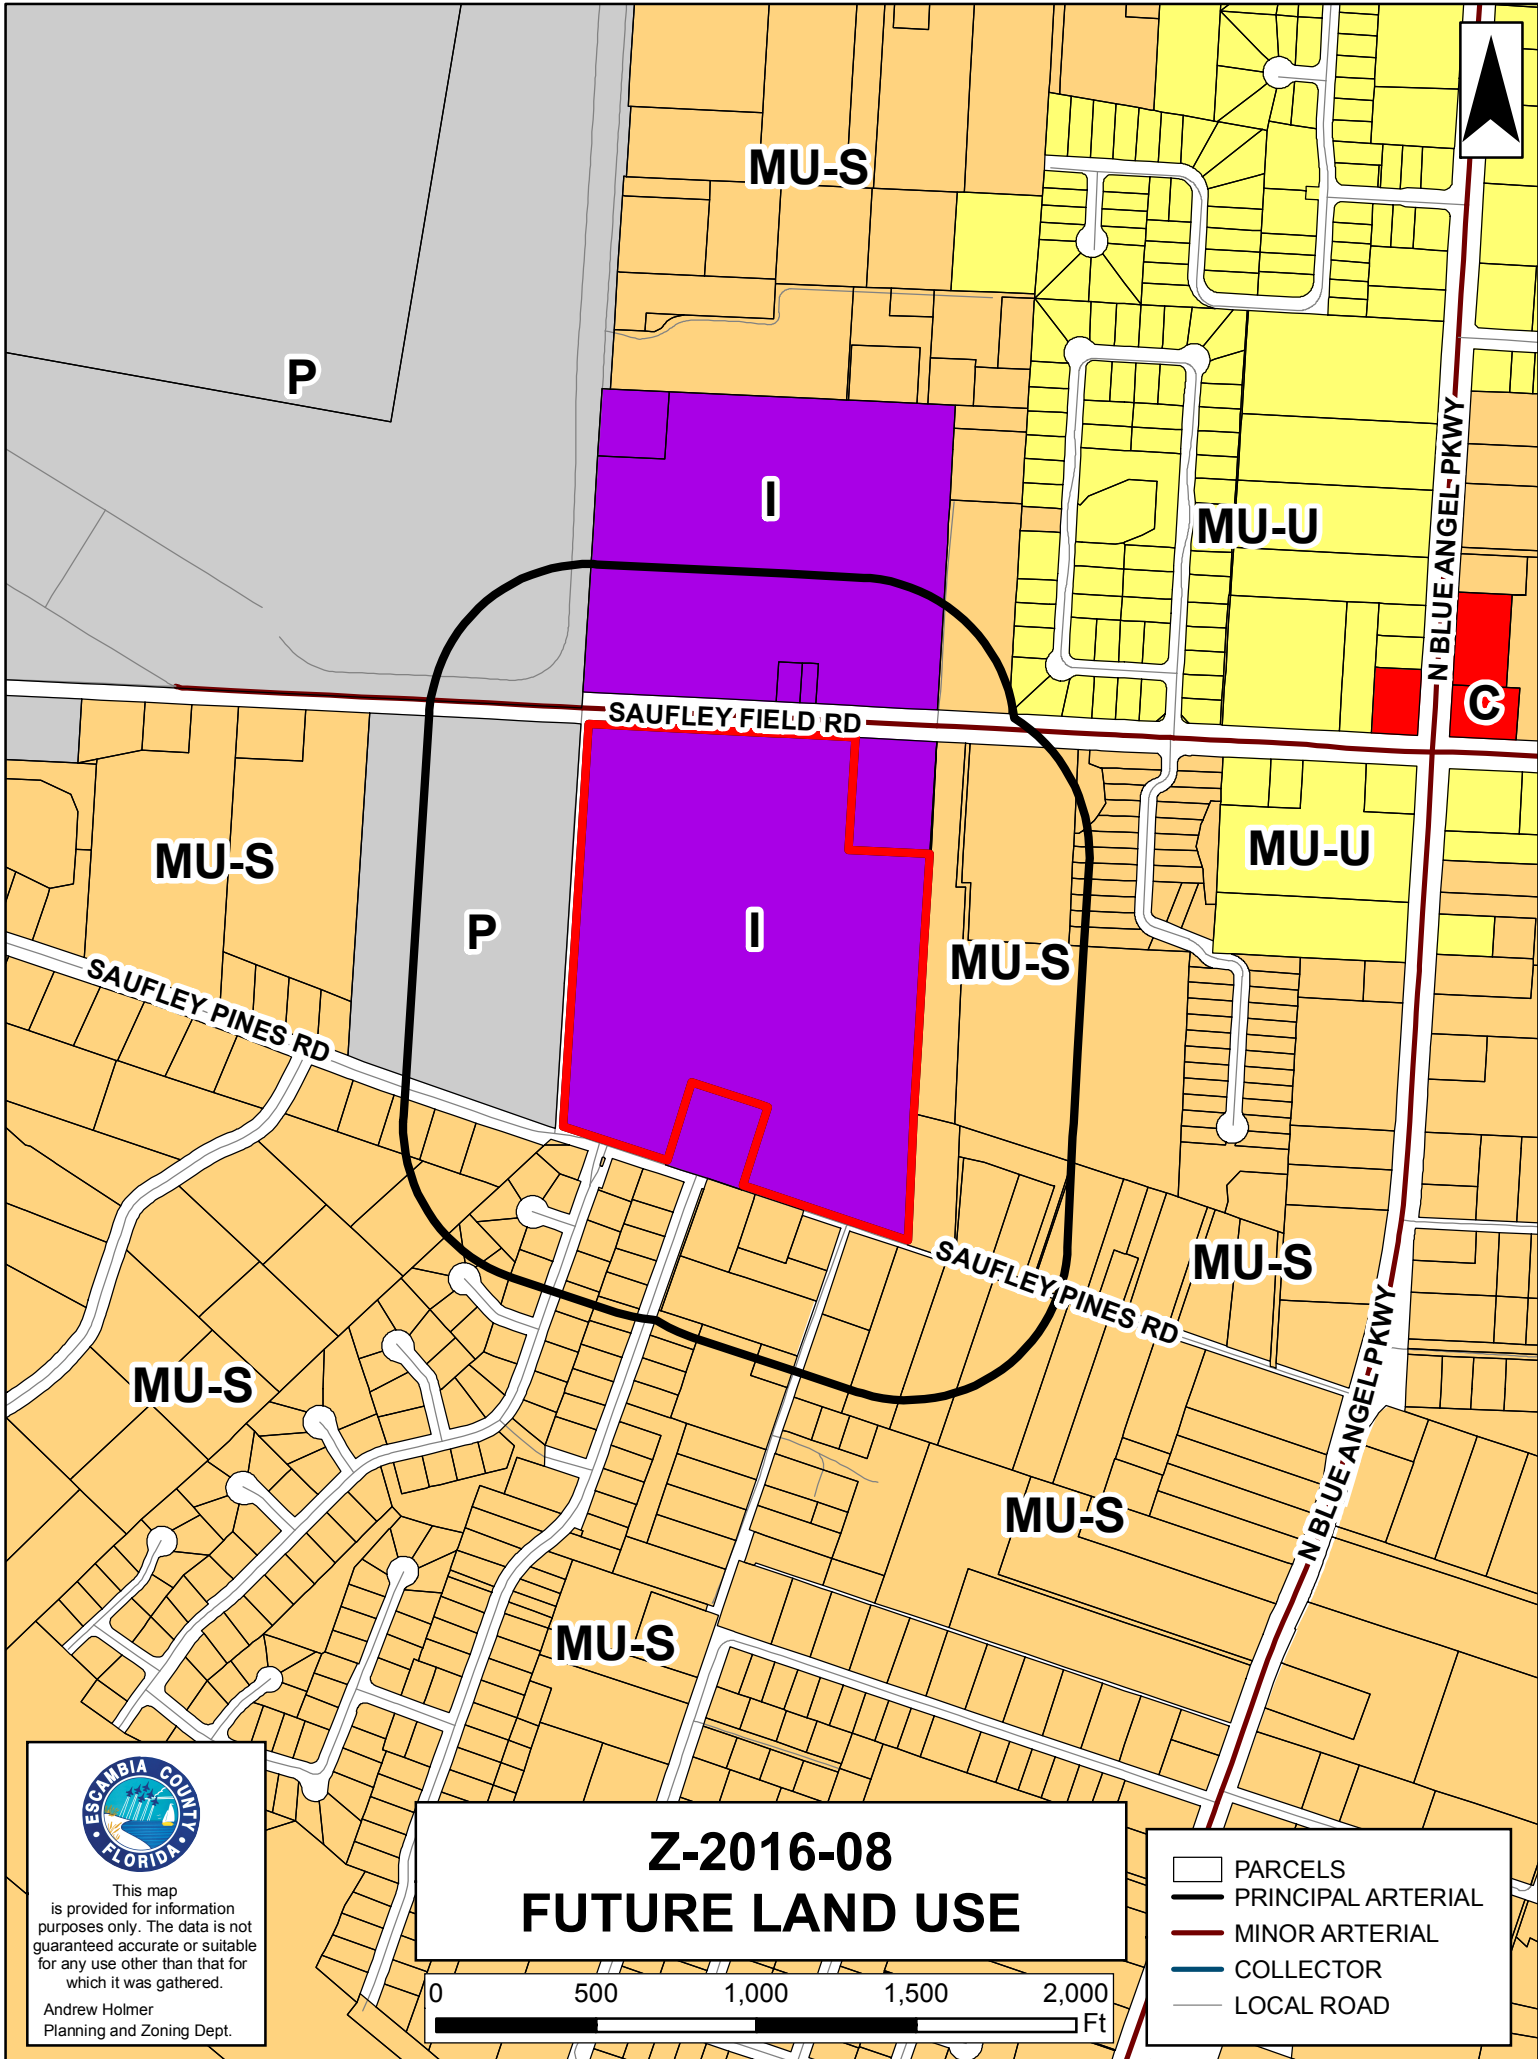 MU-S
P
I
MU-U
N BLUE ANGEL PKWY
C
SAUFLEY FIELD RD
MU-S
MU-U
P
I
MU-S
SAUFLEY PINES RD
SAUFLEY PINES RD
MU-S
N BLUE ANGEL PKWY
MU-S
MU-S
MU-S
ESCAMBIA COUNTY
FLORIDA
This map
is provided for information
purposes only. The data is not
guaranteed accurate or suitable
for any use other than that for
which it was gathered.
Andrew Holmer
Planning and Zoning Dept.
Z-2016-08
FUTURE LAND USE
0 500 1,000 1,500 2,000
Ft
PARCELS
PRINCIPAL ARTERIAL
MINOR ARTERIAL
COLLECTOR
LOCAL ROAD